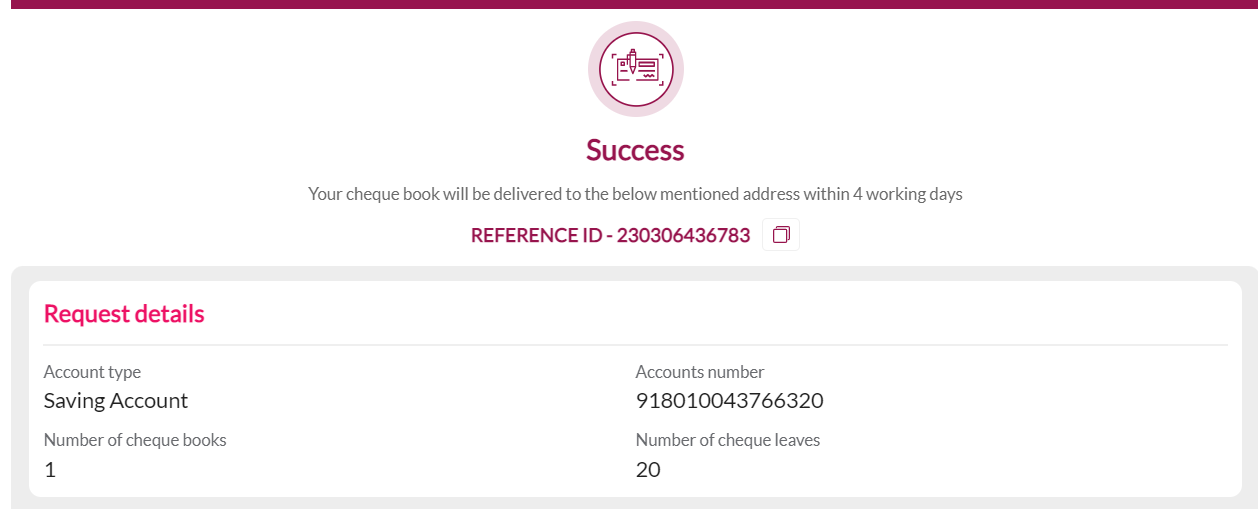 Success
Your cheque book will be delivered to the below mentioned address within 4 working days
REFERENCE ID - 230306436783
Request details
Account type
Accounts number
Saving Account
918010043766320
Number of cheque books
Number of cheque leaves
1
20